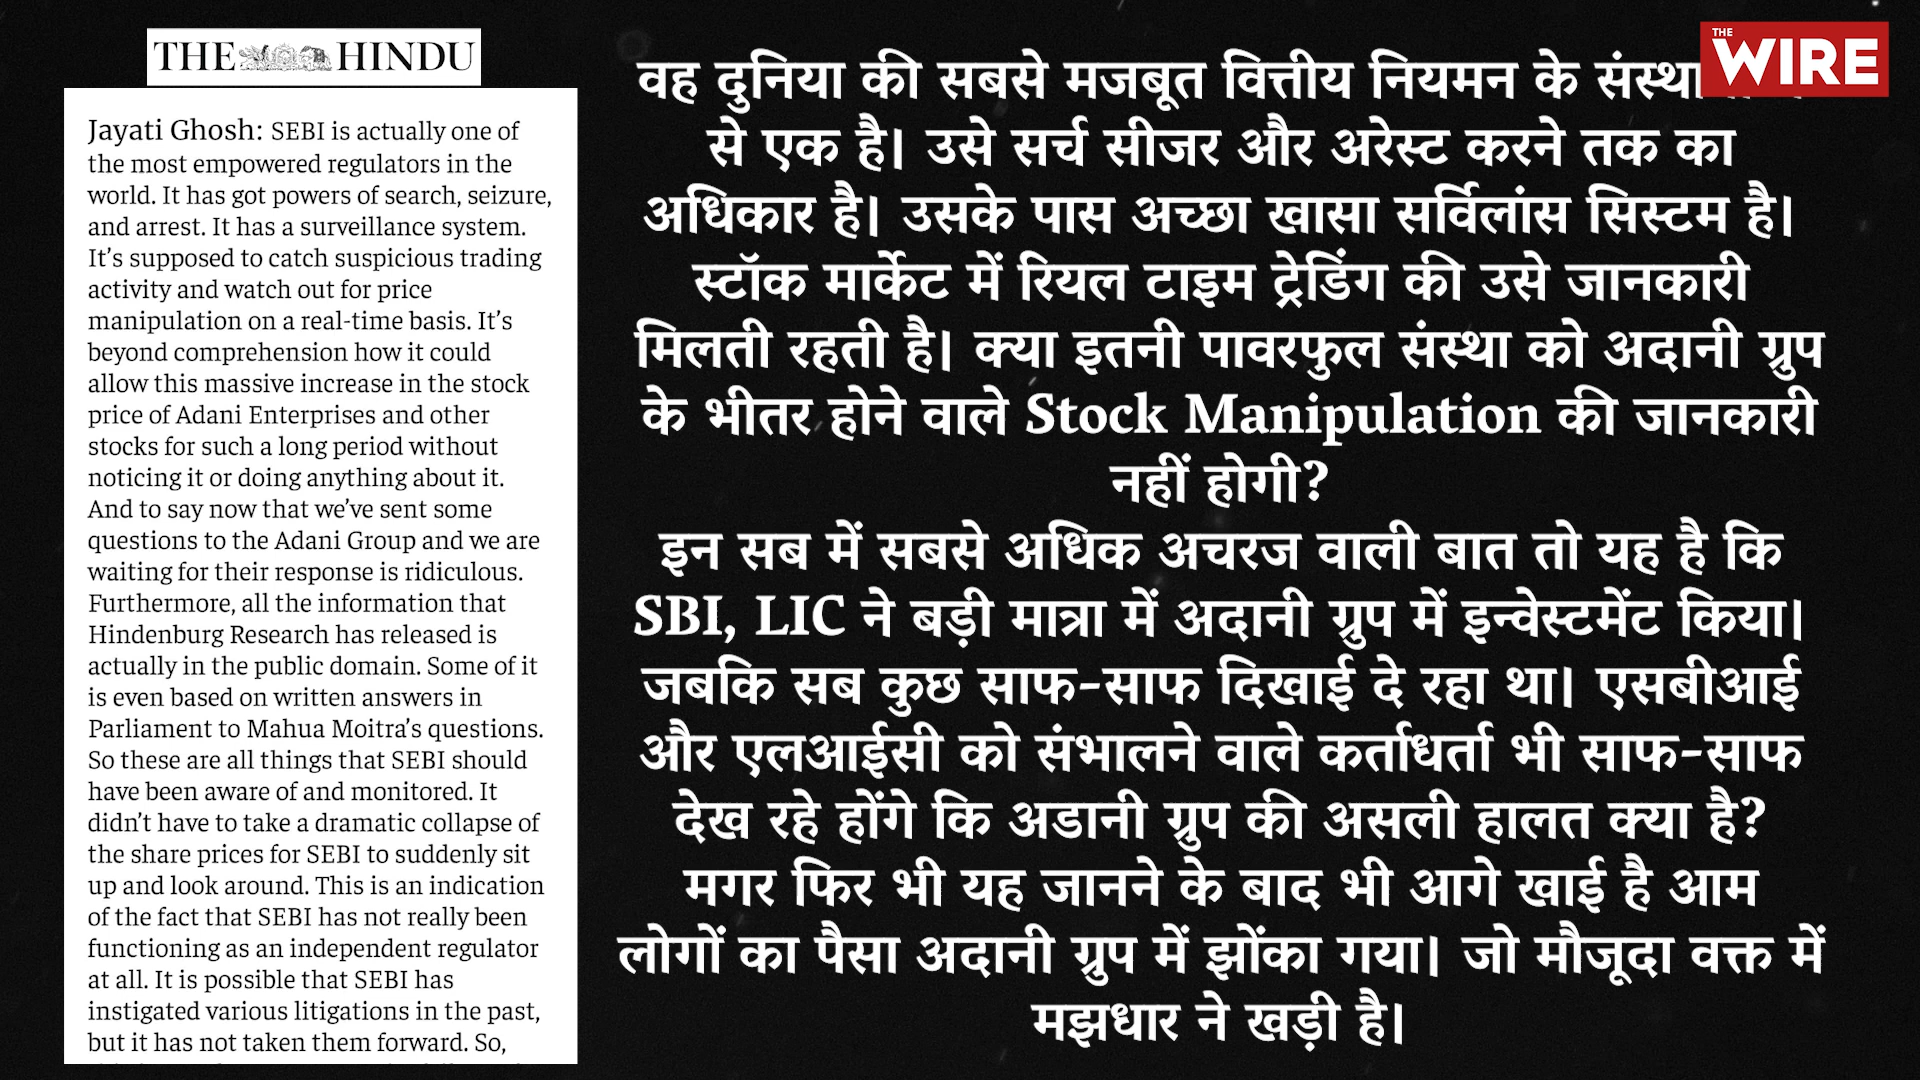 THE HINDU
Jayati Ghosh: SEBI is actually one of
the most empowered regulators in the
world. It has got powers of search, seizure,
and arrest. It has a surveillance system.
It's supposed to catch suspicious trading
activity and watch out for price
manipulation on a real-time basis. It's
beyond comprehension how it could
allow this massive increase in the stock
price of Adani Enterprises and other
stocks for such a long period without
noticing it or doing anything about it.
And to say now that we've sent some
questions to the Adani Group and we are
waiting for their response is ridiculous.
Furthermore, all the information that
Hindenburg Research has released is
actually in the public domain. Some of it
is even based on written answers in
Parliament to Mahua Moitra's questions.
So these are all things that SEBI should
have been aware of and monitored. It
didn't have to take a dramatic collapse of
the share prices for SEBI to suddenly sit
up and look around. This is an indication
of the fact that SEBI has not really been
functioning as an independent regulator
at all. It is possible that SEBI has
instigated various litigations in the past,
but it has not taken them forward. So,
THE WIRE
वह दुनिया की सबसे मजबूत वित्तीय नियमन के
से एक है। उसे सर्च सीजर और अरेस्ट करने तक का
अधिकार है। उसके पास अच्छा खासा सर्विलांस सिस्टम है।
स्टॉक मार्केट में रियल टाइम ट्रेडिंग की उसे जानकारी
मिलती रहती है। क्या इतनी पावरफुल संस्था को अदानी ग्रुप
के भीतर होने वाले Stock Manipulation की जानकारी
नहीं होगी?
इन सब में सबसे अधिक अचरज वाली बात तो यह है कि
SBI, LIC ने बड़ी मात्रा में अदानी ग्रुप में इन्वेस्टमेंट किया।
जबकि सब कुछ साफ-साफ दिखाई दे रहा था। एसबीआई
और एलआईसी को संभालने वाले कर्ताधर्ता भी साफ-साफ
देख रहे होंगे कि अडानी ग्रुप की असली हालत क्या है?
मगर फिर भी यह जानने के बाद भी आगे खाई है आम
लोगों का पैसा अदानी ग्रुप में झोंका गया। जो मौजूदा वक्त में
मझधार ने खड़ी है।